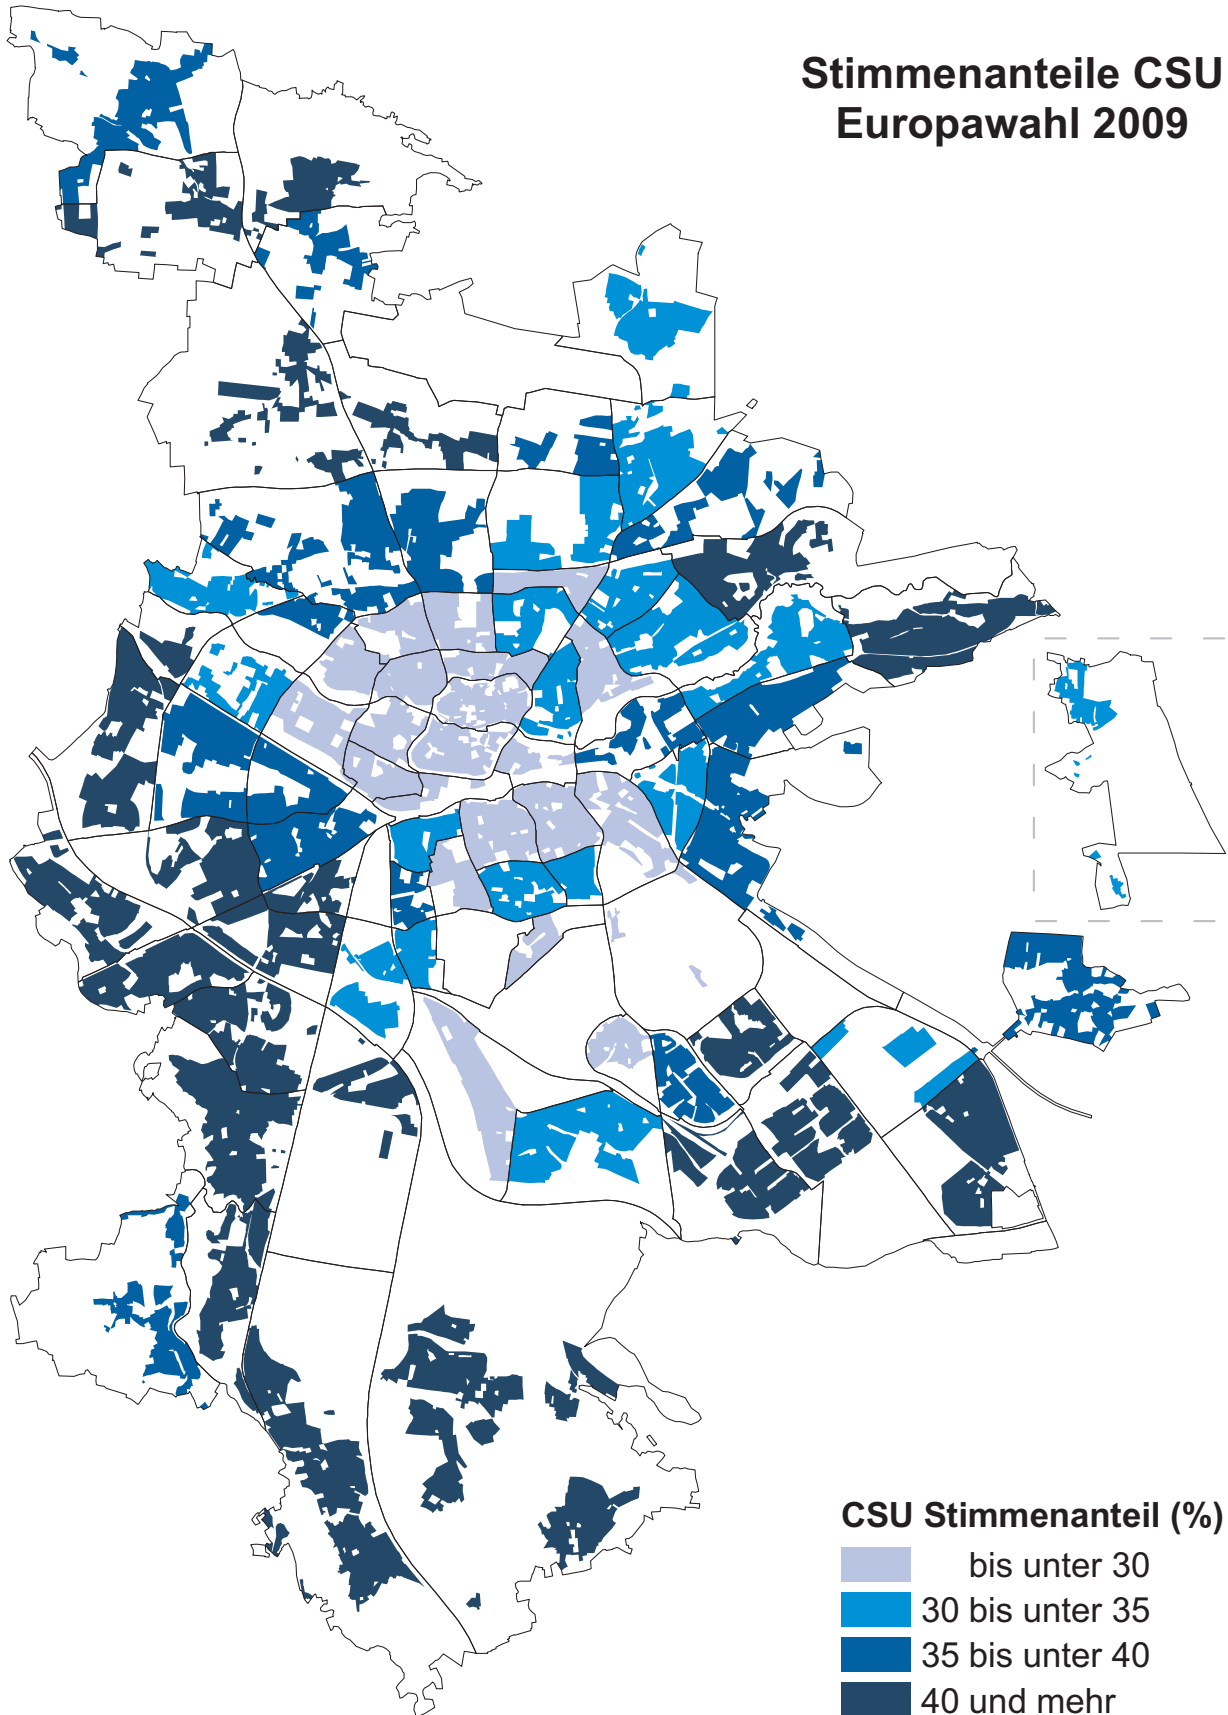 Stimmenanteile CSU
Europawahl 2009
CSU Stimmenanteil (%)
bis unter 30
30 bis unter 35
35 bis unter 40
40 und mehr